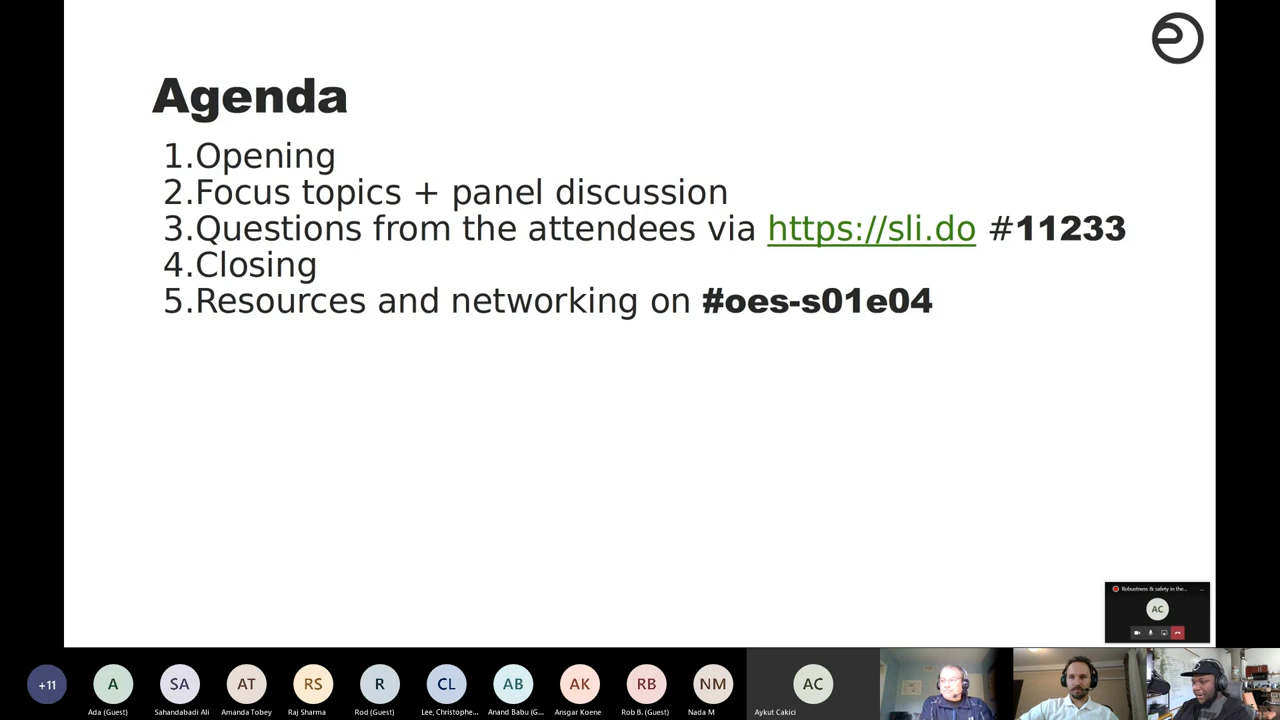 Agenda
1.Opening
2.Focus topics + panel discussion
3.Questions from the attendees via https://sli.do #11233
4.Closing
5.Resources and networking on #oes-s01e04
Robustness & safety in the...
AC
+11
A
SA
AT
RS
R
CL
AB
AK
RB
NM
AC
Ada (Guest)
Sahandabadi Ali
Amanda Tobey
Raj Sharma
Rod (Guest)
Lee, Christophe...
Anand Babu (G...
Ansgar Koene
Rob B. (Guest)
Nada M
Aykut Cakici